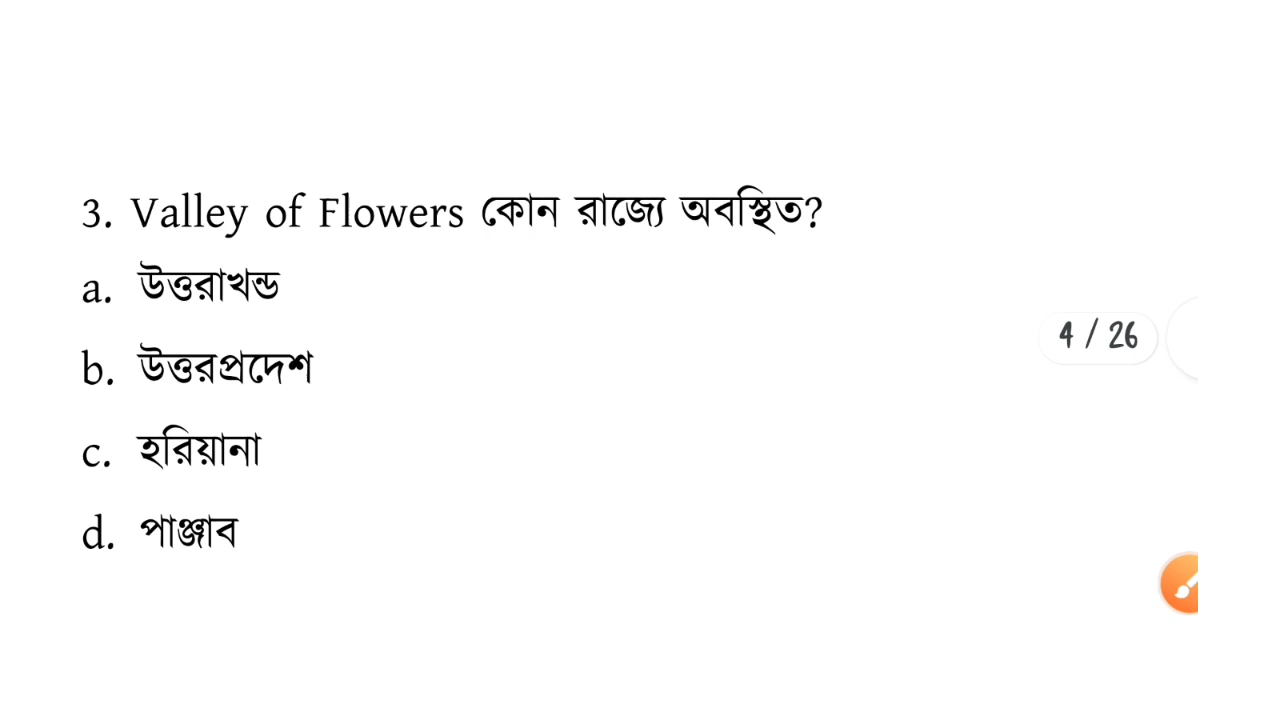 3. Valley of Flowers কোন রাজ্যে অবস্থিত?
a. উত্তরাখন্ড
4 / 26
b. উত্তরপ্রদেশ
c. হরিয়ানা
d. পাঞ্জাব